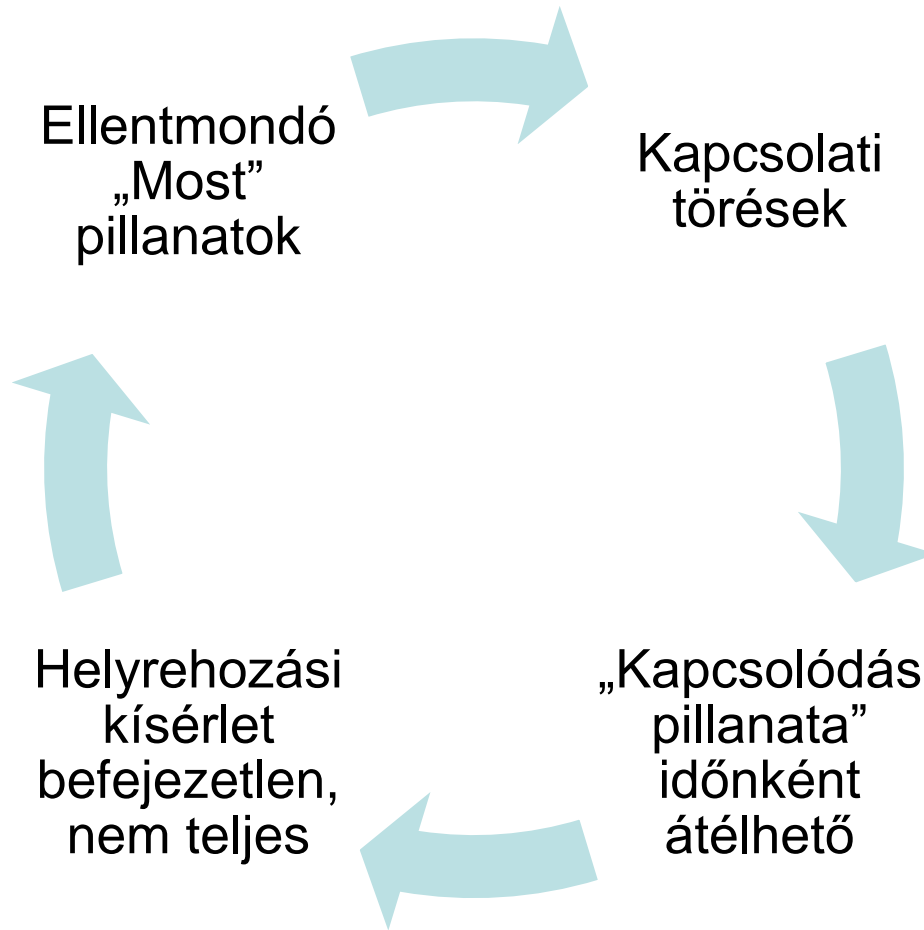 Ellentmondó
„Most”
pillanatok
Kapcsolati
törések
„Kapcsolódás
pillanata”
időnként
átélhető
Helyrehozási
kísérlet
befejezetlen,
nem teljes